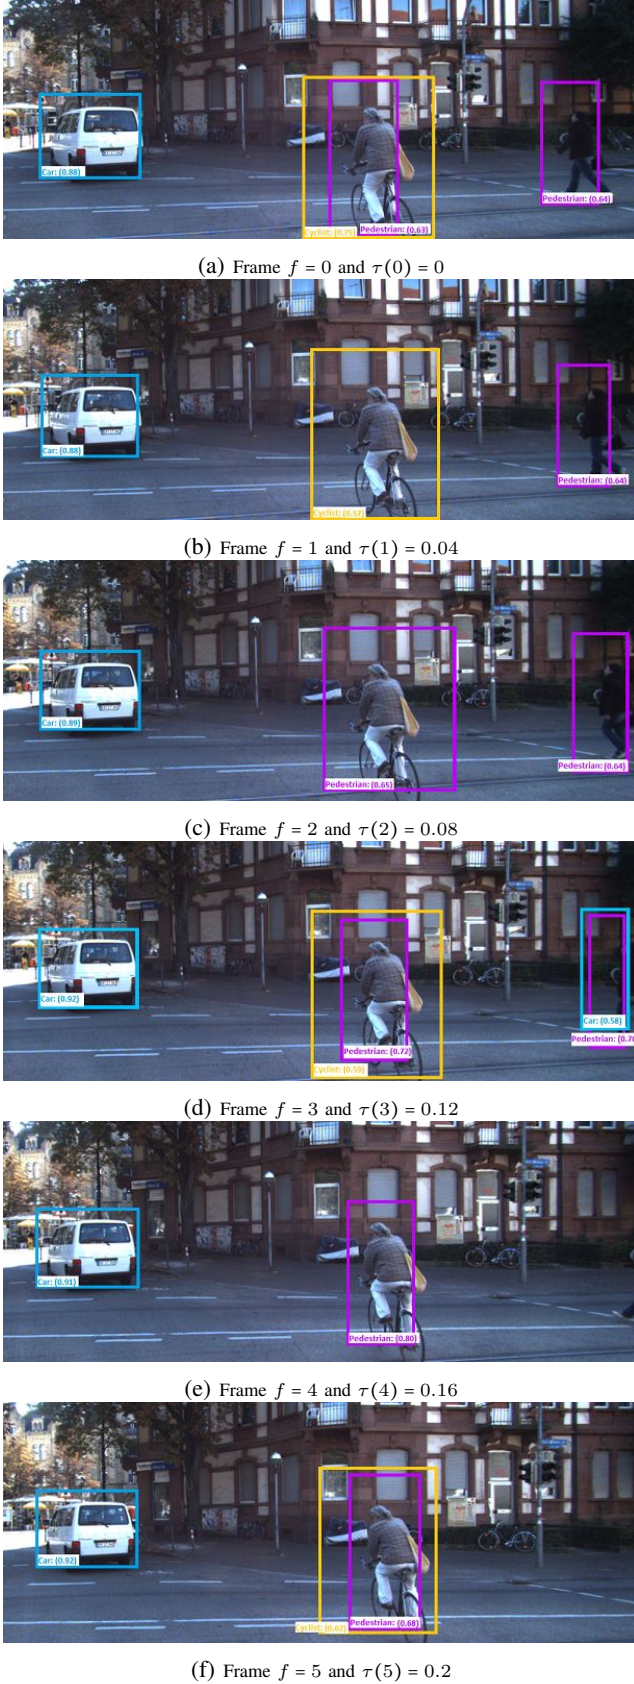 Car: (0.88)
Cyclist: (0.75)
Pedestrian: (0.63)
Pedestrian: (0.64)
(a) Frame f = 0 and τ(0) = 0
Car: (0.88)
Cyclist: (0.57)
Pedestrian: (0.64)
(b) Frame f = 1 and τ(1) = 0.04
Car: (0.89)
Pedestrian: (0.65)
Pedestrian: (0.64)
(c) Frame f = 2 and τ(2) = 0.08
Car: (0.92)
Pedestrian: (0.72)
Cyclist: (0.59)
Car: (0.58)
Pedestrian: (0.76
(d) Frame f = 3 and τ(3) = 0.12
Car: (0.91)
Pedestrian: (0.80)
(e) Frame f = 4 and τ(4) = 0.16
Car: (0.92)
Cyclist: (0.62)
Pedestrian: (0.68)
(f) Frame f = 5 and τ(5) = 0.2